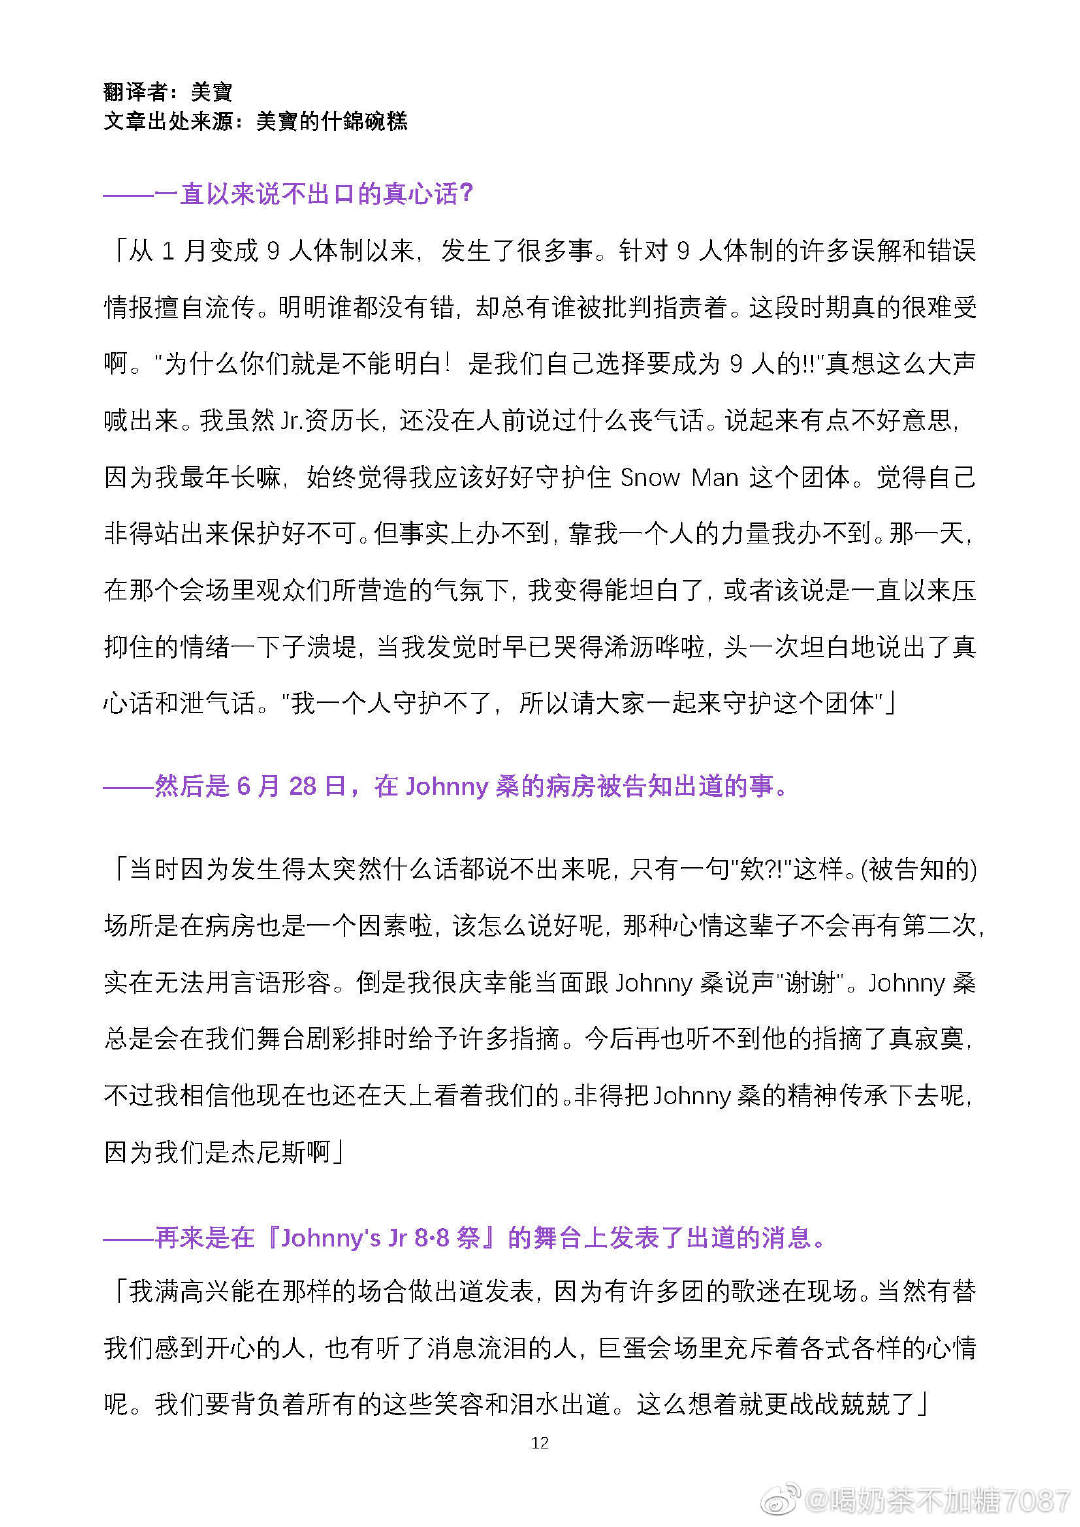 翻译者：美寶
文章出处来源：美寶的什錦碗糕
——一直以来说不出口的真心话?
「从 1 月变成 9 人体制以来，发生了很多事。针对 9 人体制的许多误解和错误
情报擅自流传。明明谁都没有错，却总有谁被批判指责着。这段时期真的很难受
啊。"为什么你们就是不能明白！是我们自己选择要成为 9 人的!!"真想这么大声
喊出来。我虽然 Jr.资历长，还没在人前说过什么丧气话。说起来有点不好意思，
因为我最年长嘛，始终觉得我应该好好守护住 Snow Man 这个团体。觉得自己
非得站出来保护好不可。但事实上办不到，靠我一个人的力量我办不到。那一天，
在那个会场里观众们所营造的气氛下，我变得能坦白了，或者该说是一直以来压
抑住的情绪一下子溃堤，当我发觉时早已哭得浠沥哗啦，头一次坦白地说出了真
心话和泄气话。"我一个人守护不了，所以请大家一起来守护这个团体"」
——然后是 6 月 28 日，在 Johnny 桑的病房被告知出道的事。
「当时因为发生得太突然什么话都说不出来呢，只有一句"欸?!"这样。(被告知的)
场所是在病房也是一个因素啦，该怎么说好呢，那种心情这辈子不会再有第二次，
实在无法用言语形容。倒是我很庆幸能当面跟 Johnny 桑说声"谢谢"。Johnny 桑
总是会在我们舞台剧彩排时给予许多指摘。今后再也听不到他的指摘了真寂寞，
不过我相信他现在也还在天上看着我们的。非得把 Johnny 桑的精神传承下去呢，
因为我们是杰尼斯啊」
——再来是在『Johnny's Jr 8·8 祭』的舞台上发表了出道的消息。
「我满高兴能在那样的场合做出道发表，因为有许多团的歌迷在现场。当然有替
我们感到开心的人，也有听了消息流泪的人，巨蛋会场里充斥着各式各样的心情
呢。我们要背负着所有的这些笑容和泪水出道。这么想着就更战战兢兢了」
12
@喝奶茶不加糖7087